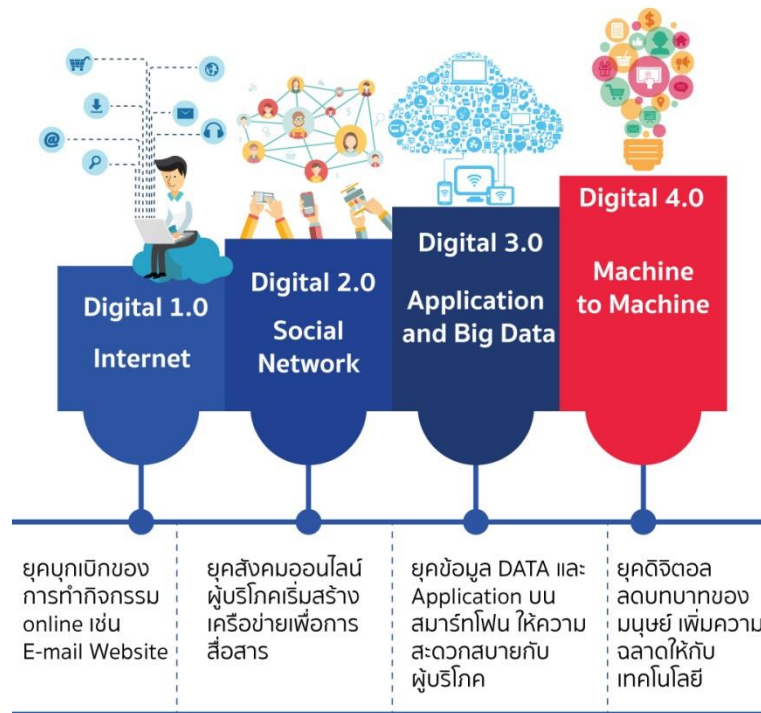 Digital 1.0
Internet
Digital 2.0
Social
Network
Digital 3.0
Application
and Big Data
Digital 4.0
Machine
to Machine
ยุคบุกเบิกของ
การทำกิจกรรม
online เช่น
E-mail Website
ยุคสังคมออนไลน์
ผู้บริโภคเริ่มสร้าง
เครือข่ายเพื่อการ
สื่อสาร
ยุคข้อมูล DATA และ
Application บน
สมาร์ทโฟน ให้ความ
สะดวกสบายกับ
ผู้บริโภค
ยุคดิจิตอล
ลดบทบาทของ
มนุษย์ เพิ่มความ
ฉลาดให้กับ
เทคโนโลยี